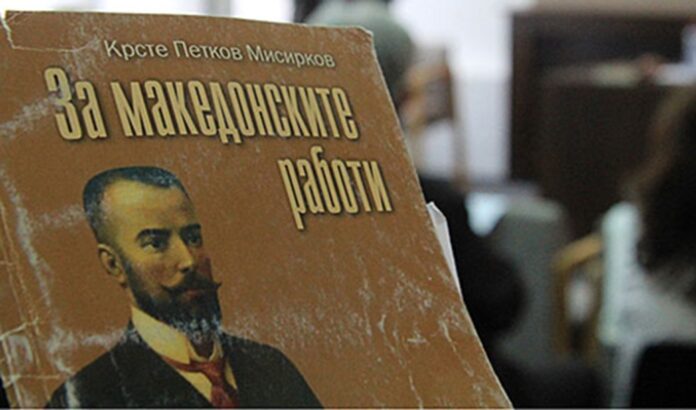 Крсте Петков Мисирков
За македонските
работи